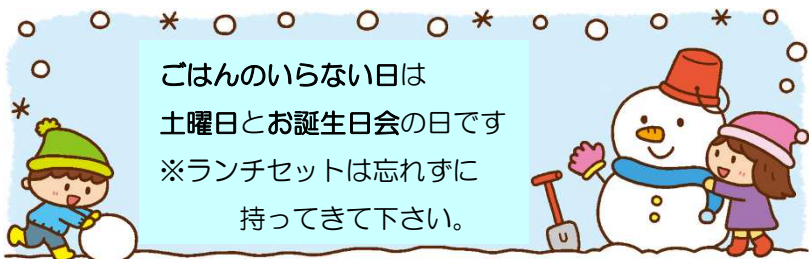 ごはんのいらない日は
土曜日とお誕生日会の日です
※ランチセットは忘れずに
持ってきて下さい。